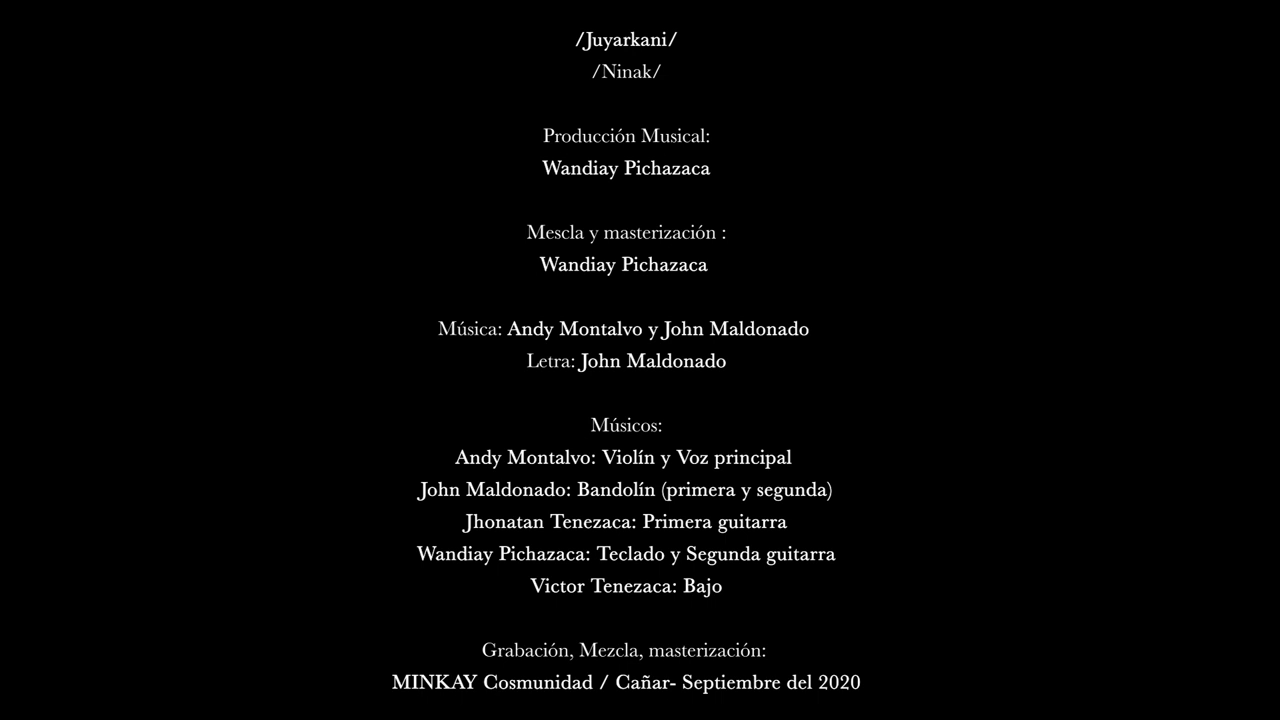 /Juyarkani/
/Ninak/
Producción Musical:
Wandiay Pichazaca
Mescla y masterización :
Wandiay Pichazaca
Música: Andy Montalvo y John Maldonado
Letra: John Maldonado
Músicos:
Andy Montalvo: Violín y Voz principal
John Maldonado: Bandolín (primera y segunda)
Jhonatan Tenezaca: Primera guitarra
Wandiay Pichazaca: Teclado y Segunda guitarra
Victor Tenezaca: Bajo
Grabación, Mezcla, masterización:
MINKAY Cosmunidad / Cañar- Septiembre del 2020